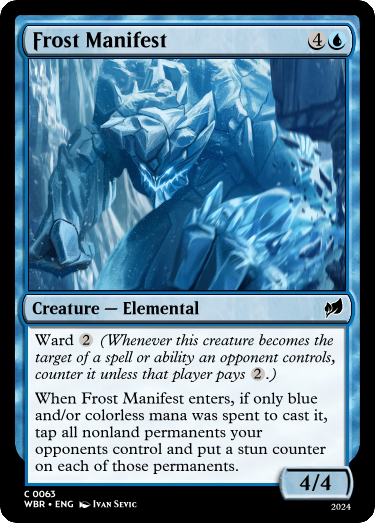 Frost Manifest 4
Creature — Elemental
Ward 2 (Whenever this creature becomes the
target of a spell or ability an opponent controls,
counter it unless that player pays 2.)
When Frost Manifest enters, if only blue
and/or colorless mana was spent to cast it,
tap all nonland permanents your
opponents control and put a stun counter
on each of those permanents.
4/4
C 0063
WBR • ENG Ivan Sevic
2024